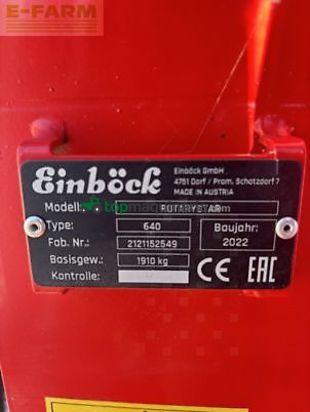 E-FARM
Einböck
Einböck GmbH
4751 Dorf / Pram, Schatzdorf 7
MADE IN AUSTRIA
Modell: ROTARYSTAR
Type: 640
Baujahr: 2022
Fab. Nr.: 2121152549
Basisgew.: 1910 kg
Kontrolle:
CE EAC